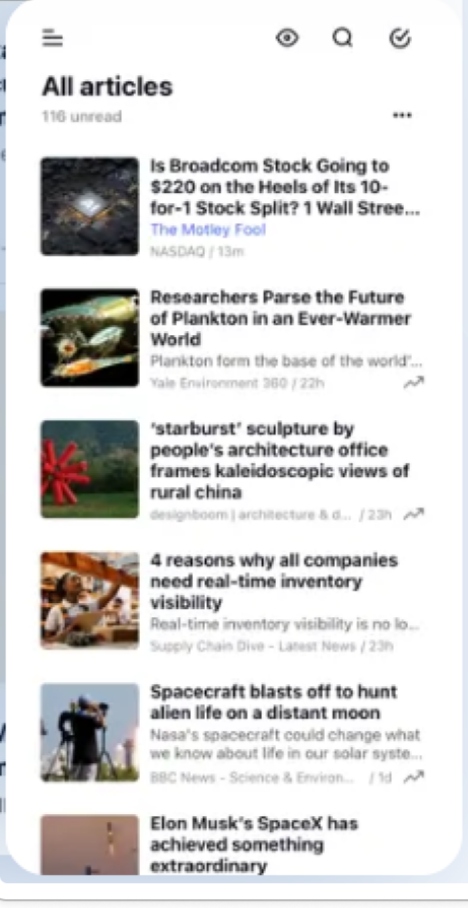 All articles
116 unread
Is Broadcom Stock Going to
$220 on the Heels of Its 10-
for-1 Stock Split? 1 Wall Stree...
The Motley Fool
NASDAQ / 13m
Researchers Parse the Future
of Plankton in an Ever-Warmer
World
Plankton form the base of the world'...
Yale Environment 360 / 22h
'starburst' sculpture by
people's architecture office
frames kaleidoscopic views of
rural china
designboom | architecture & d... / 23h
4 reasons why all companies
need real-time inventory
visibility
Real-time inventory visibility is no lo...
Supply Chain Dive - Latest News / 23h
Spacecraft blasts off to hunt
alien life on a distant moon
Nasa's spacecraft could change what
we know about life in our solar syste...
BBC News - Science & Environ... / 1d
Elon Musk's SpaceX has
achieved something
extraordinary